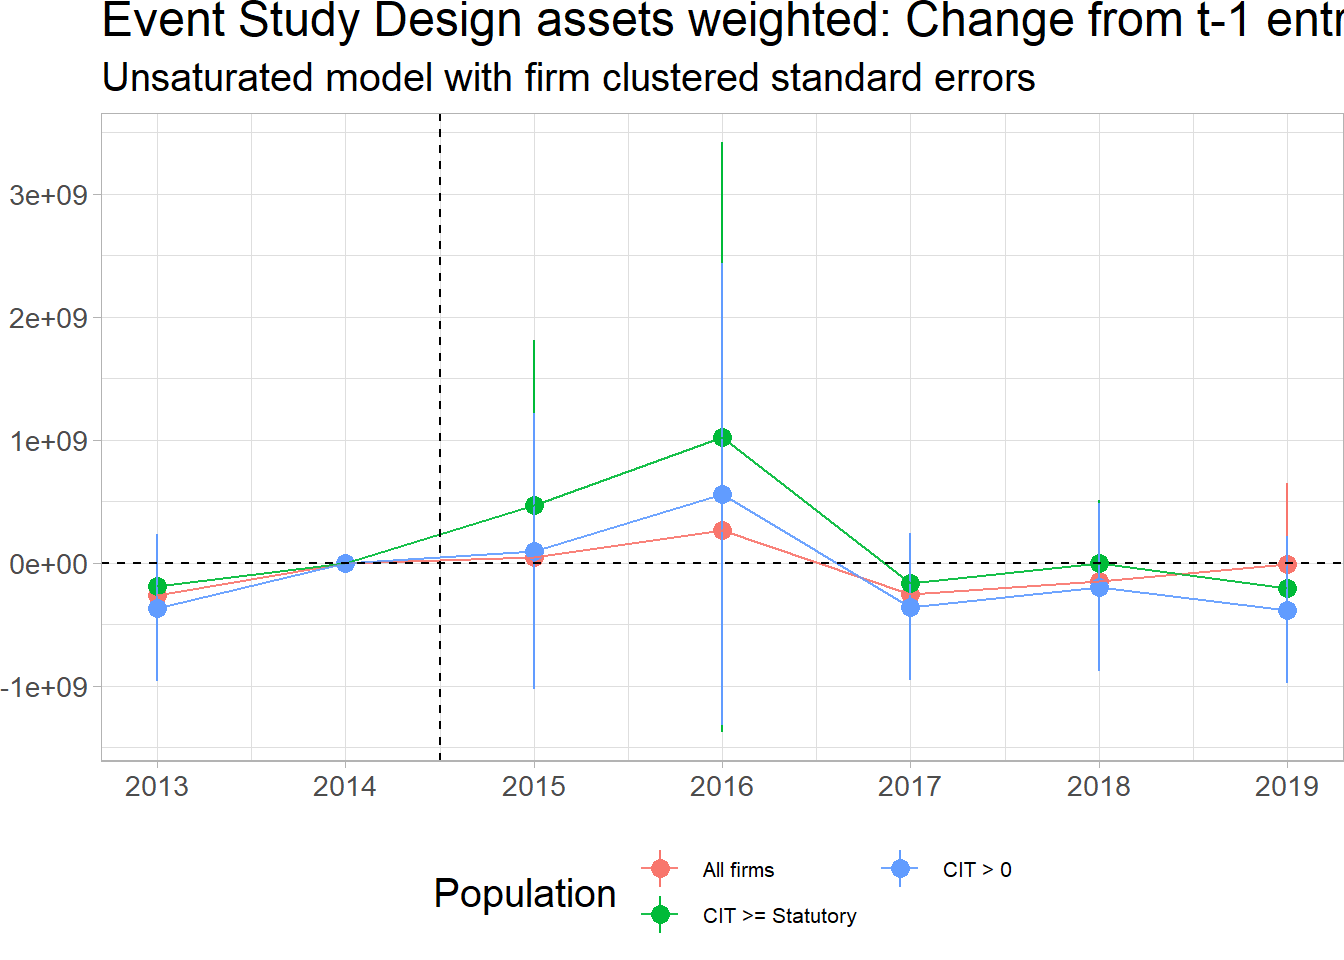 Event Study Design assets weighted: Change from t-1 entr
Unsaturated model with firm clustered standard errors
3e+09
2e+09
1e+09
0e+00
-1e+09
2013 2014 2015 2016 2017 2018 2019
Population
All firms
CIT >= Statutory
CIT > 0